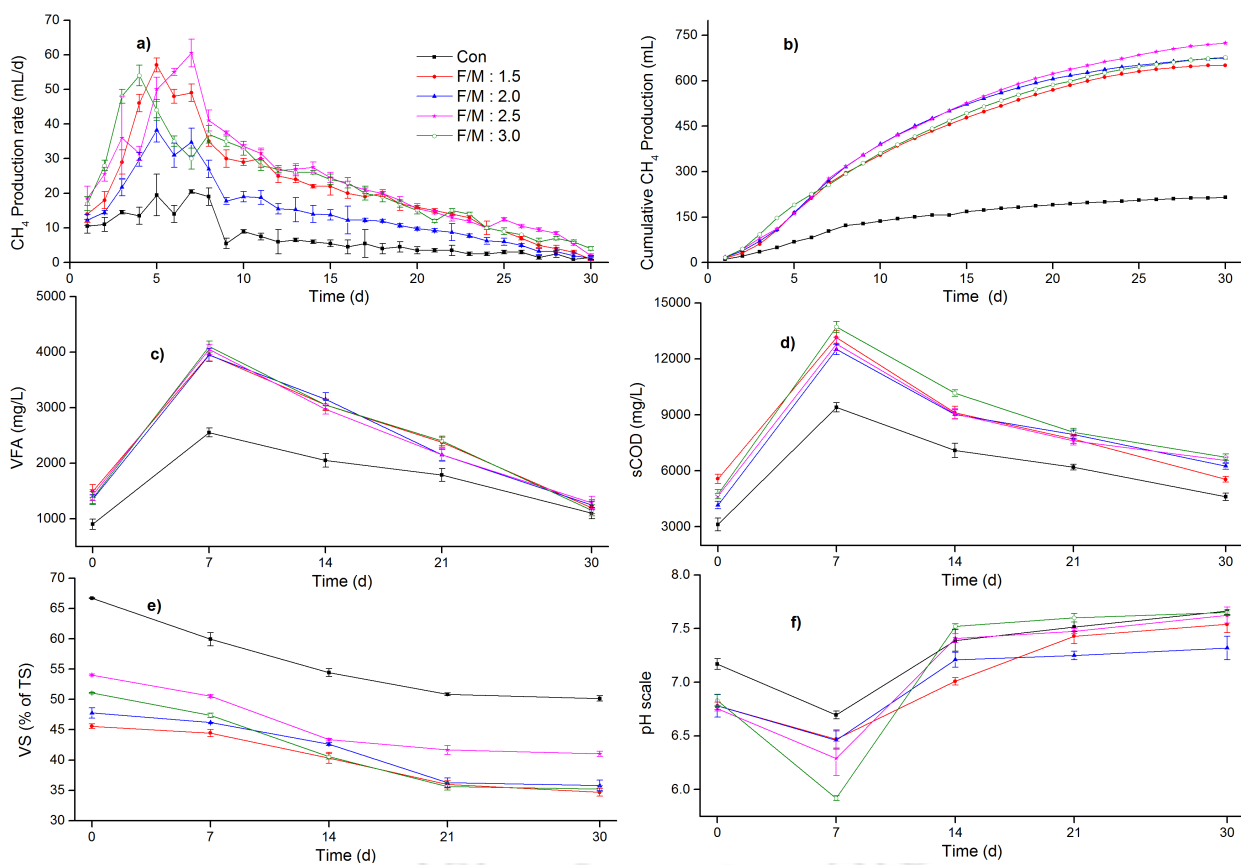 a)
CH₄ Production rate (mL/d)
70
60
50
40
30
20
10
0
Con
F/M : 1.5
F/M : 2.0
F/M : 2.5
F/M : 3.0
0 5 10 15 20 25 30
Time (d)
b)
Cumulative CH₄ Production (mL)
750
600
450
300
150
0
0 5 10 15 20 25 30
Time (d)
c)
VFA (mg/L)
5000
4000
3000
2000
1000
0 7 14 21 30
Time (d)
d)
sCOD (mg/L)
15000
12000
9000
6000
3000
0 7 14 21 30
Time (d)
e)
VS (% of TS)
70
65
60
55
50
45
40
35
30
0 7 14 21 30
Time (d)
f)
pH scale
8.0
7.5
7.0
6.5
6.0
0 7 14 21 30
Time (d)